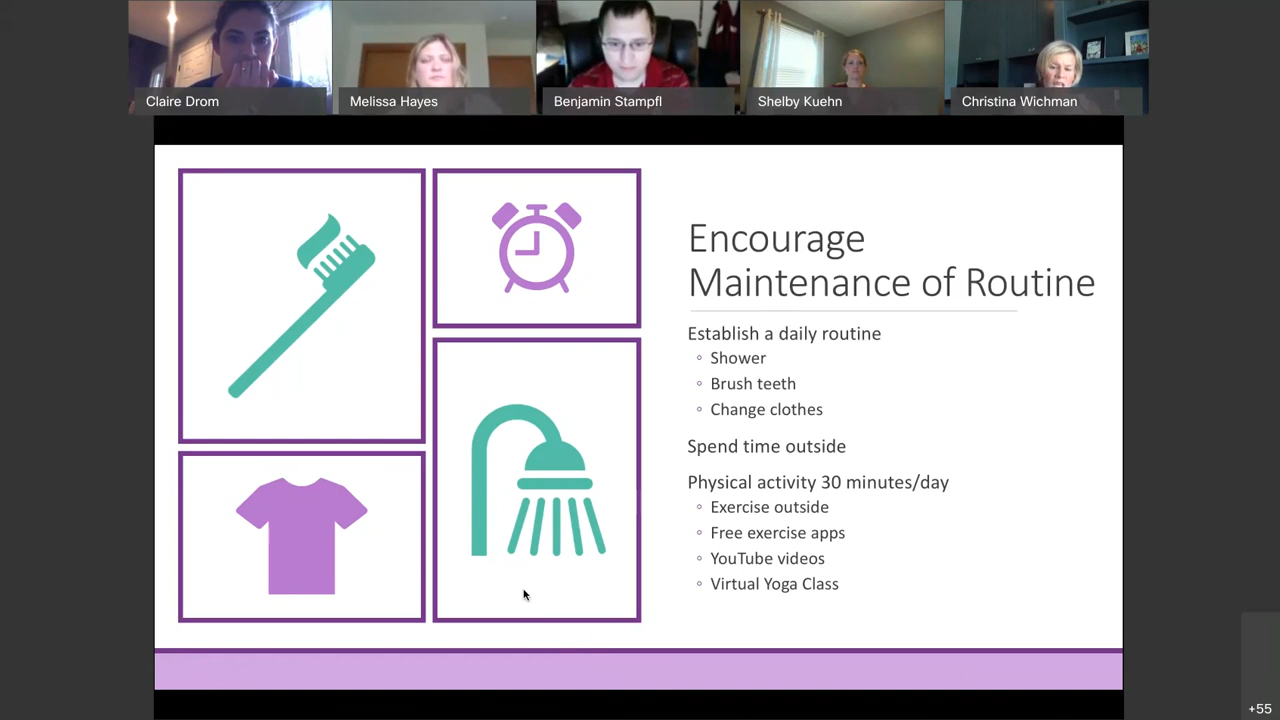 Claire Drom
Melissa Hayes
Benjamin Stampfl
Shelby Kuehn
Christina Wichman
Encourage
Maintenance of Routine
Establish a daily routine
◦ Shower
◦ Brush teeth
◦ Change clothes
Spend time outside
Physical activity 30 minutes/day
◦ Exercise outside
◦ Free exercise apps
◦ YouTube videos
◦ Virtual Yoga Class
+55